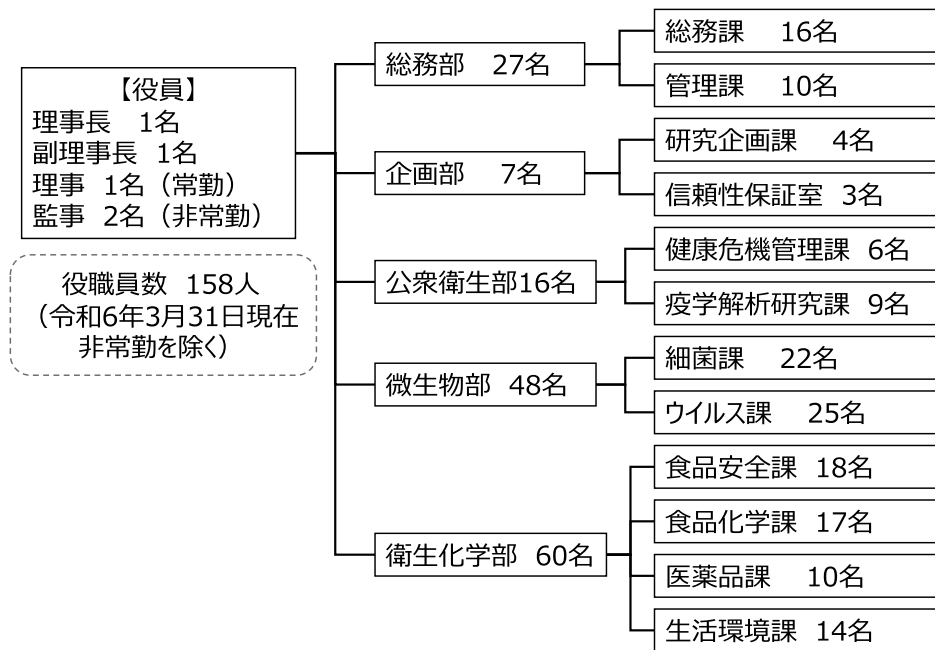 【役員】
理事長 1名
副理事長 1名
理事 1名（常勤）
監事 2名（非常勤）
役職員数 158人
（令和6年3月31日現在
非常勤を除く）
総務部 27名
総務課 16名
管理課 10名
企画部 7名
研究企画課 4名
信頼性保証室 3名
公衆衛生部16名
健康危機管理課 6名
疫学解析研究課 9名
微生物部 48名
細菌課 22名
ウイルス課 25名
衛生化学部 60名
食品安全課 18名
食品化学課 17名
医薬品課 10名
生活環境課 14名